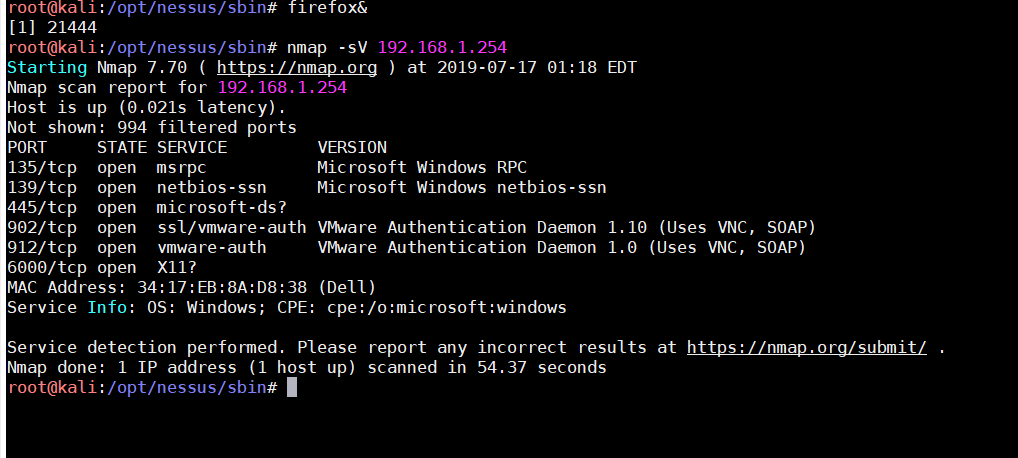 root@kali:/opt/nessus/sbin# firefox&
[1] 21444
root@kali:/opt/nessus/sbin# nmap -sV 192.168.1.254
Starting Nmap 7.70 ( https://nmap.org ) at 2019-07-17 01:18 EDT
Nmap scan report for 192.168.1.254
Host is up (0.021s latency).
Not shown: 994 filtered ports
PORT     STATE SERVICE         VERSION
135/tcp  open  msrpc           Microsoft Windows RPC
139/tcp  open  netbios-ssn     Microsoft Windows netbios-ssn
445/tcp  open  microsoft-ds?
902/tcp  open  ssl/vmware-auth VMware Authentication Daemon 1.10 (Uses VNC, SOAP)
912/tcp  open  vmware-auth     VMware Authentication Daemon 1.0 (Uses VNC, SOAP)
6000/tcp open  X11?
MAC Address: 34:17:EB:8A:D8:38 (Dell)
Service Info: OS: Windows; CPE: cpe:/o:microsoft:windows
Service detection performed. Please report any incorrect results at https://nmap.org/submit/ .
Nmap done: 1 IP address (1 host up) scanned in 54.37 seconds
root@kali:/opt/nessus/sbin#